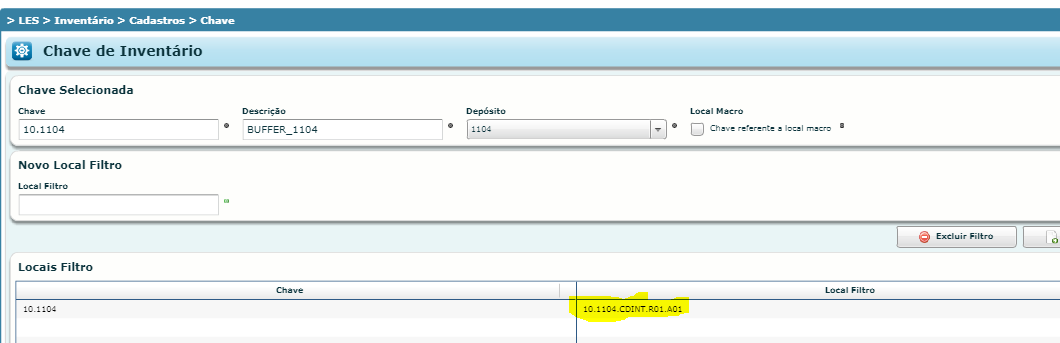 > LES > Inventário > Cadastros > Chave
Chave de Inventário
Chave Selecionada
Chave Descrição Depósito Local Macro
10.1104 BUFFER_1104 1104 Chave referente a local macro
Novo Local Filtro
Local Filtro
Excluir Filtro
Locais Filtro
Chave Local Filtro
10.1104 10.1104.CDINT.R01.A01